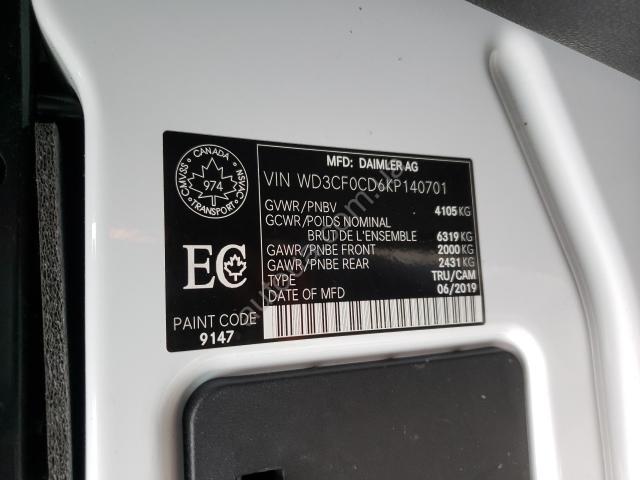 CANADA
CMVSS NSVAC
974
TRANSPORT
MFD: DAIMLER AG
VIN WD3CF0CD6KP140701
GVWR/PNBV 4105 KG
GCWR/POIDS NOMINAL
BRUT DE L'ENSEMBLE 6319 KG
GAWR/PNBE FRONT 2000 KG
GAWR/PNBE REAR 2431 KG
TYPE TRU/CAM
DATE OF MFD 06/2019
EC
PAINT CODE
9147